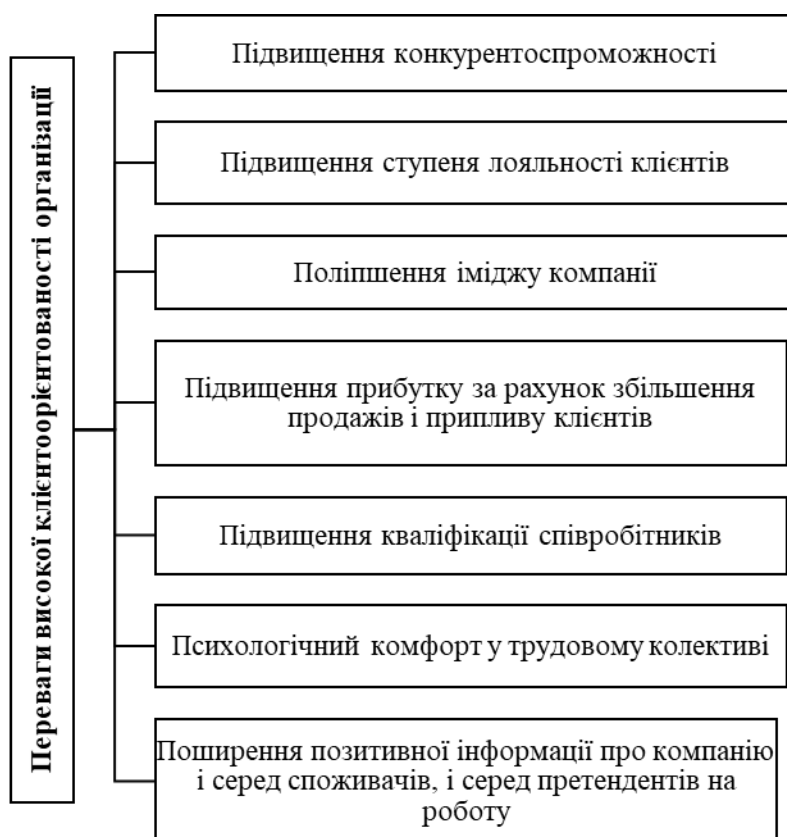 Переваги високої клієнтоорієнтованості організації
Підвищення конкурентоспроможності
Підвищення ступеня лояльності клієнтів
Поліпшення іміджу компанії
Підвищення прибутку за рахунок збільшення
продажів і припливу клієнтів
Підвищення кваліфікації співробітників
Психологічний комфорт у трудовому колективі
Поширення позитивної інформації про компанію
і серед споживачів, і серед претендентів на
роботу